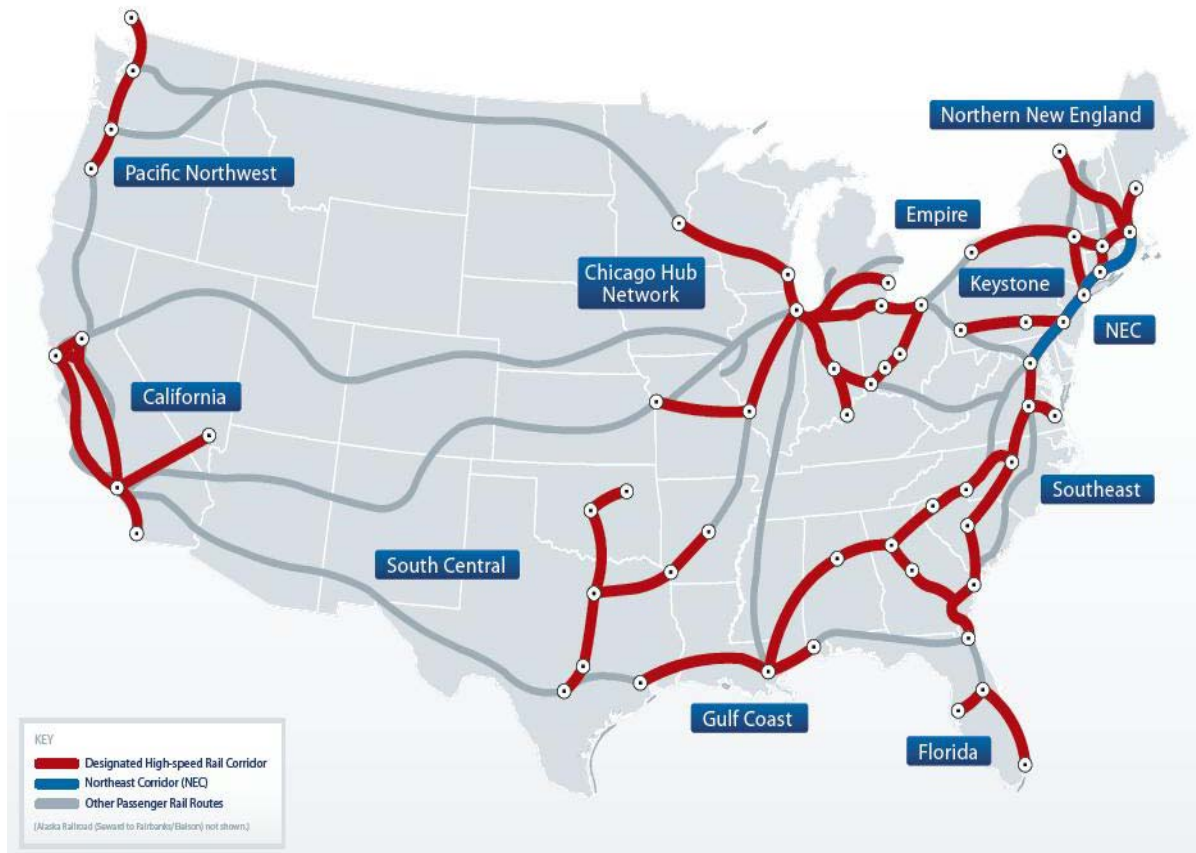 Northern New England
Pacific Northwest
Empire
Chicago Hub
Network
Keystone
NEC
California
Southeast
South Central
Gulf Coast
Florida
KEY
Designated High-speed Rail Corridor
Northeast Corridor (NEC)
Other Passenger Rail Routes
(Alaska Railroad (Seward to Fairbanks/Eielson) not shown.)